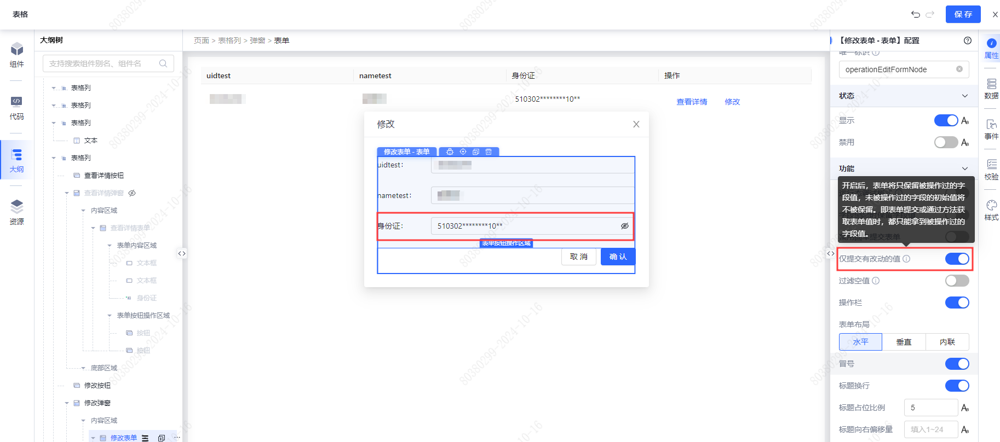 表格
保 存
组件
代码
大纲
资源
大纲树
支持搜索组件别名、组件名
表格列
表格列
表格列
文本
表格列
查看详情按钮
查看详情弹窗
内容区域
查看详情表单
表单内容区域
文本框
文本框
身份证
表单按钮操作区域
按钮
按钮
底部区域
修改按钮
修改弹窗
内容区域
修改表单
页面 > 表格列 > 弹窗 > 表单
uidtest nametest 身份证 操作
510302********10** 查看详情 修改
修改
修改表单 - 表单
uidtest:
nametest:
身份证: 510302********10**
表单按钮操作区域
取 消 确 认
【修改表单 - 表单】配置
唯一标识
operationEditFormNode
状态
显示
禁用
功能
开启后，表单将只保留被操作过的字
段值，未被操作过的字段的初始值将
不被保留。即表单提交或通过方法获
取表单值时，都只能拿到被操作过的
字段值。
仅提交有改动的值
过滤空值
操作栏
表单布局
水平 垂直 内联
冒号
标题换行
标题占位比例 5
标题向右偏移量 填入1~24
属性
数据
事件
校验
样式
80380299-2024-10-16